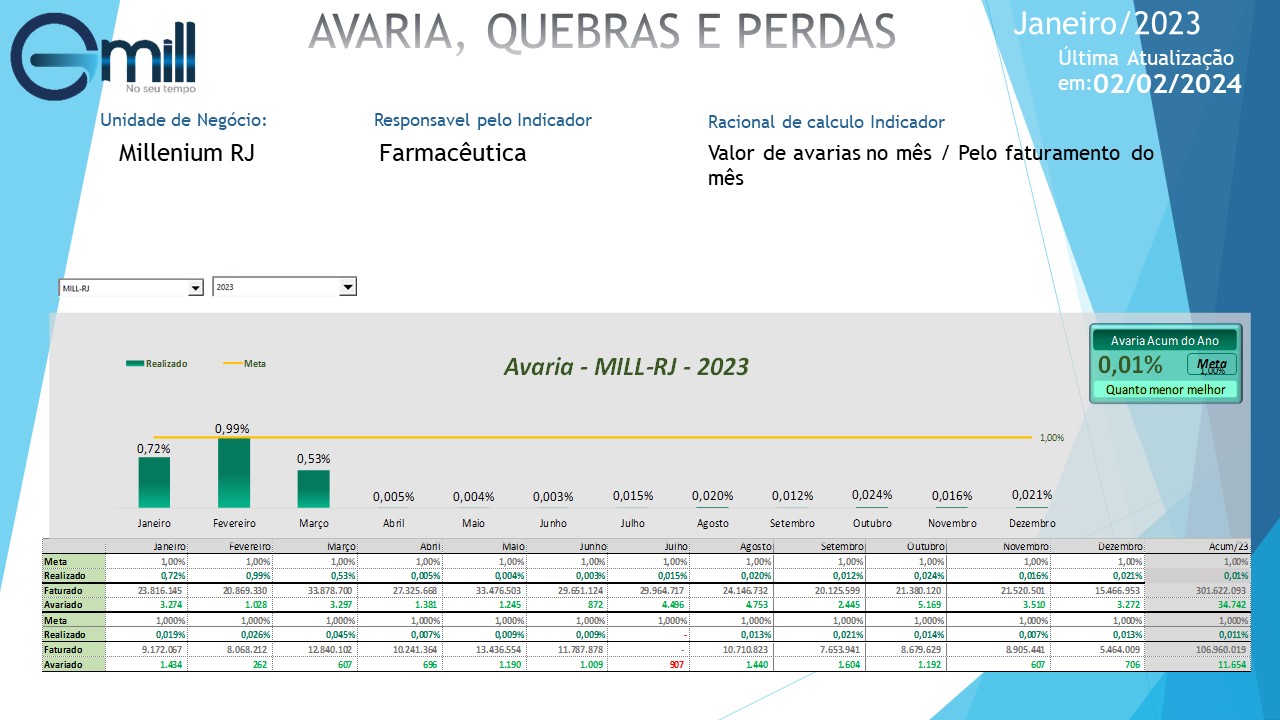 Emill
No seu tempo
AVARIA, QUEBRAS E PERDAS
Janeiro/2023
Última Atualização
em:02/02/2024
Unidade de Negócio:
Responsavel pelo Indicador
Racional de calculo Indicador
Millenium RJ
Farmacêutica
Valor de avarias no mês / Pelo faturamento do
mês
MILL-RJ
2023
Realizado
Meta
Avaria - MILL-RJ - 2023
Avaria Acum do Ano
0,01%
Meta
1,00%
Quanto menor melhor
1,00%
0,72% 0,99% 0,53% 0,005% 0,004% 0,003% 0,015% 0,020% 0,012% 0,024% 0,016% 0,021%
Janeiro Fevereiro Março Abril Maio Junho Julho Agosto Setembro Outubro Novembro Dezembro
Janeiro Fevereiro Março Abril Maio Junho Julho Agosto Setembro Outubro Novembro Dezembro Acum/23
Meta 1,00% 1,00% 1,00% 1,00% 1,00% 1,00% 1,00% 1,00% 1,00% 1,00% 1,00% 1,00% 1,00%
Realizado 0,72% 0,99% 0,53% 0,005% 0,004% 0,003% 0,015% 0,020% 0,012% 0,024% 0,016% 0,021% 0,01%
Faturado 23.816.145 20.869.330 33.878.700 27.325.668 33.476.503 29.651.124 29.964.717 24.146.732 20.125.599 21.380.120 21.520.501 15.466.953 301.622.093
Avariado 3.274 1.028 3.297 1.381 1.245 872 4.496 4.753 2.445 5.169 3.510 3.272 34.742
Meta 1,000% 1,000% 1,000% 1,000% 1,000% 1,000% 1,000% 1,000% 1,000% 1,000% 1,000% 1,000% 1,000%
Realizado 0,019% 0,026% 0,045% 0,007% 0,009% 0,009% - 0,013% 0,021% 0,014% 0,007% 0,013% 0,011%
Faturado 9.172.067 8.068.212 12.840.102 10.241.364 13.436.554 11.787.878 - 10.710.823 7.653.941 8.679.629 8.905.441 5.464.009 106.960.019
Avariado 1.434 262 607 696 1.190 1.009 907 1.440 1.604 1.192 607 706 11.654